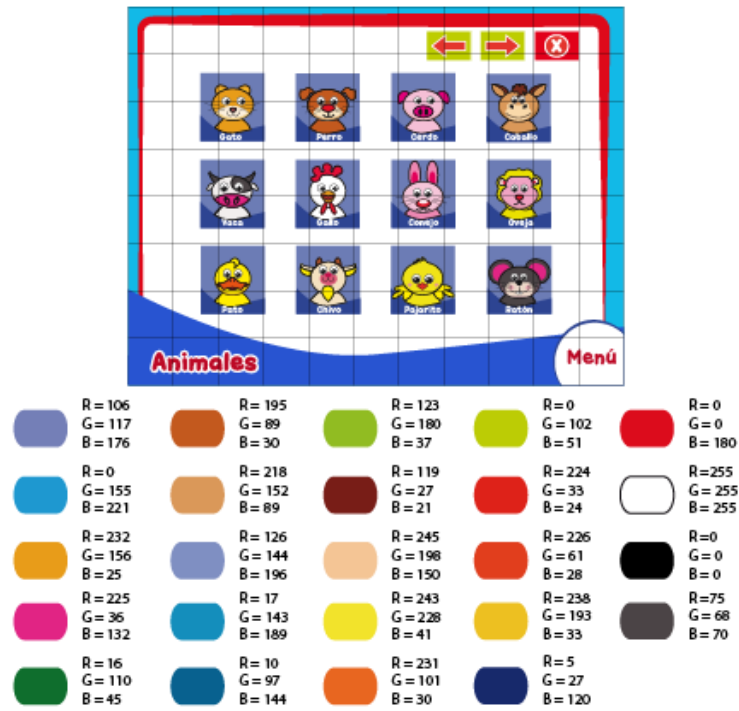 X
Gato
Perro
Cerdo
Caballo
Vaca
Gallo
Conejo
Oveja
Pato
Chivo
Pajarito
Ratón
Animales
Menú
R = 106
G = 117
B = 176
R = 195
G = 89
B = 30
R = 123
G = 180
B = 37
R = 0
G = 102
B = 51
R = 0
G = 0
B = 180
R = 0
G = 155
B = 221
R = 218
G = 152
B = 89
R = 119
G = 27
B = 21
R = 224
G = 33
B = 24
R=255
G = 255
B = 255
R = 232
G = 156
B = 25
R = 126
G = 144
B = 196
R = 245
G = 198
B = 150
R = 226
G = 61
B = 28
R=0
G = 0
B = 0
R = 225
G = 36
B = 132
R = 17
G = 143
B = 189
R = 243
G = 228
B = 41
R = 238
G = 193
B = 33
R=75
G = 68
B = 70
R = 16
G = 110
B = 45
R = 10
G = 97
B = 144
R = 231
G = 101
B = 30
R = 5
G = 27
B = 120